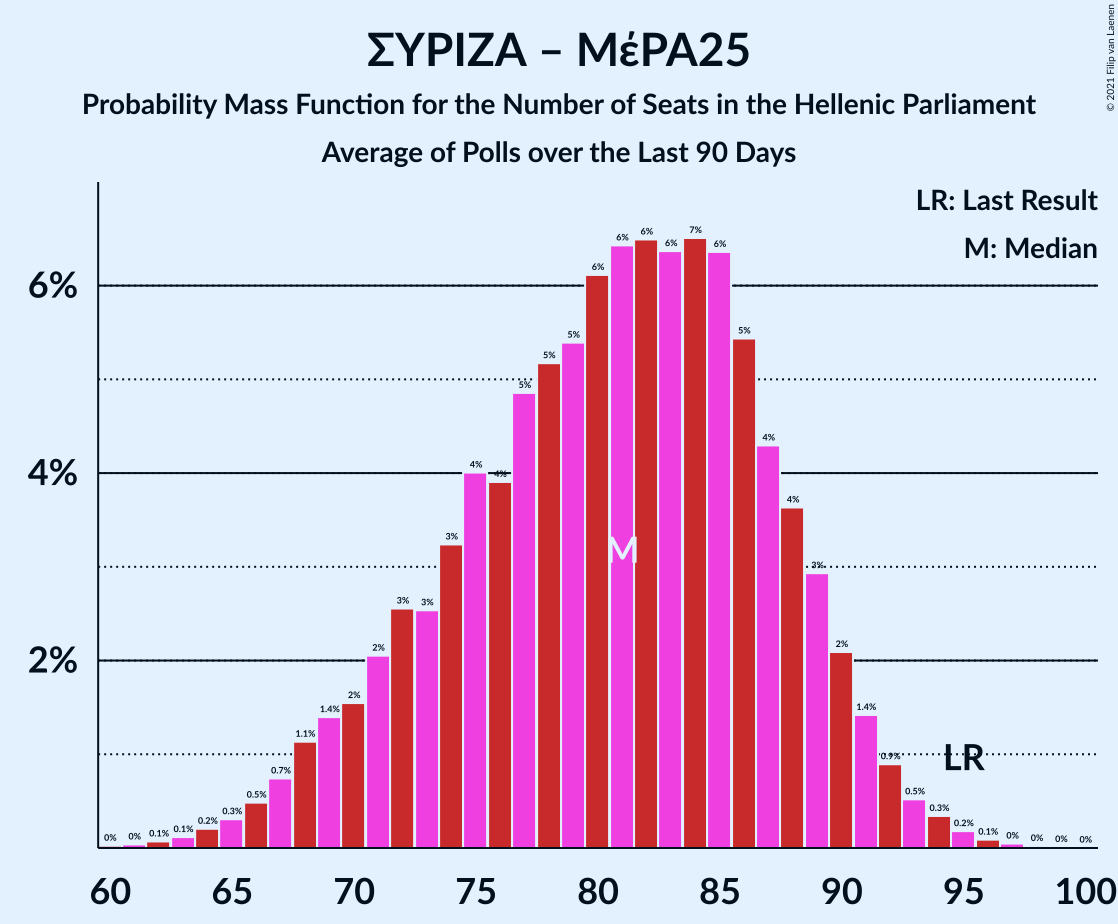 ΣΥΡΙΖΑ – ΜέΡΑ25
Probability Mass Function for the Number of Seats in the Hellenic Parliament
Average of Polls over the Last 90 Days
© 2021 Filip van Laenen
LR: Last Result
M: Median
6%
4%
2%
0% 0% 0.1% 0.1% 0.2% 0.3% 0.5% 0.7% 1.1% 1.4% 2% 2% 3% 3% 3% 4% 4% 5% 5% 5% 6% 6% 6% 6% 7% 6% 5% 4% 4% 3% 2% 1.4% 0.9% 0.5% 0.3% 0.2% 0.1% 0% 0% 0% 0%
M
LR
60 65 70 75 80 85 90 95 100